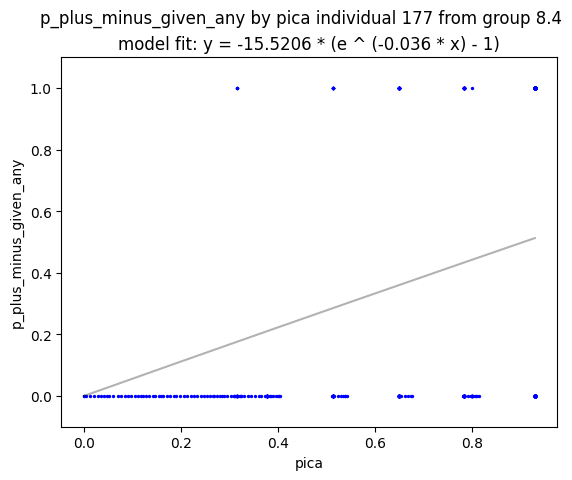 p_plus_minus_given_any by pica individual 177 from group 8.4
model fit: y = -15.5206 * (e ^ (-0.036 * x) - 1)
1.0
0.8
0.6
0.4
0.2
0.0
p_plus_minus_given_any
0.0 0.2 0.4 0.6 0.8
pica